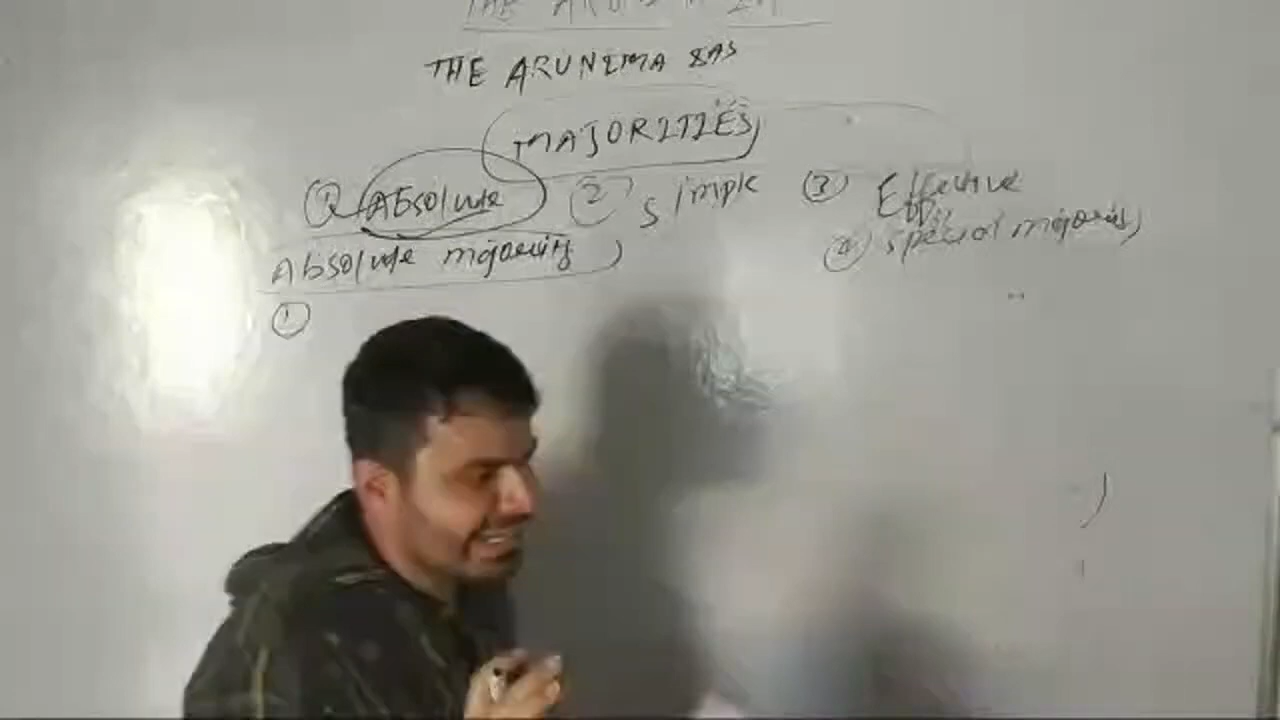 THE ARUNIMA IAS
MAJORITIES
① Absolute ② Simple ③ Effective
④ special majority
Absolute majority
①